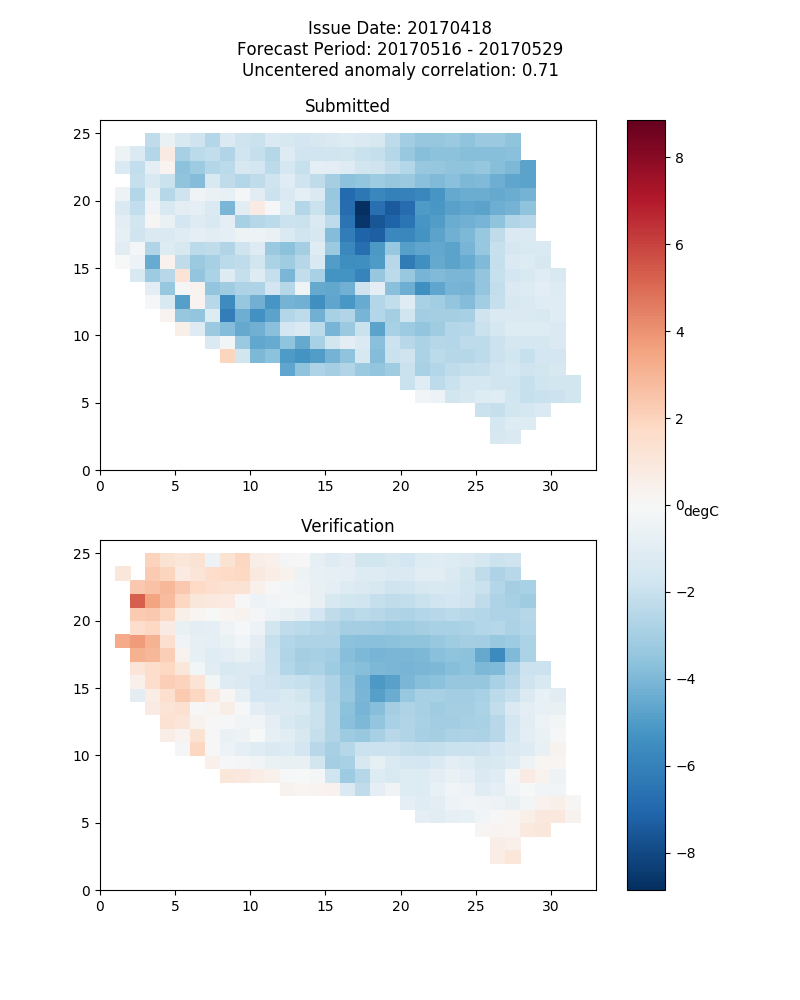 Issue Date: 20170418
Forecast Period: 20170516 - 20170529
Uncentered anomaly correlation: 0.71
Submitted
25
20
15
10
5
0
0 5 10 15 20 25 30
Verification
25
20
15
10
5
0
0 5 10 15 20 25 30
8
6
4
2
0
degC
−2
−4
−6
−8